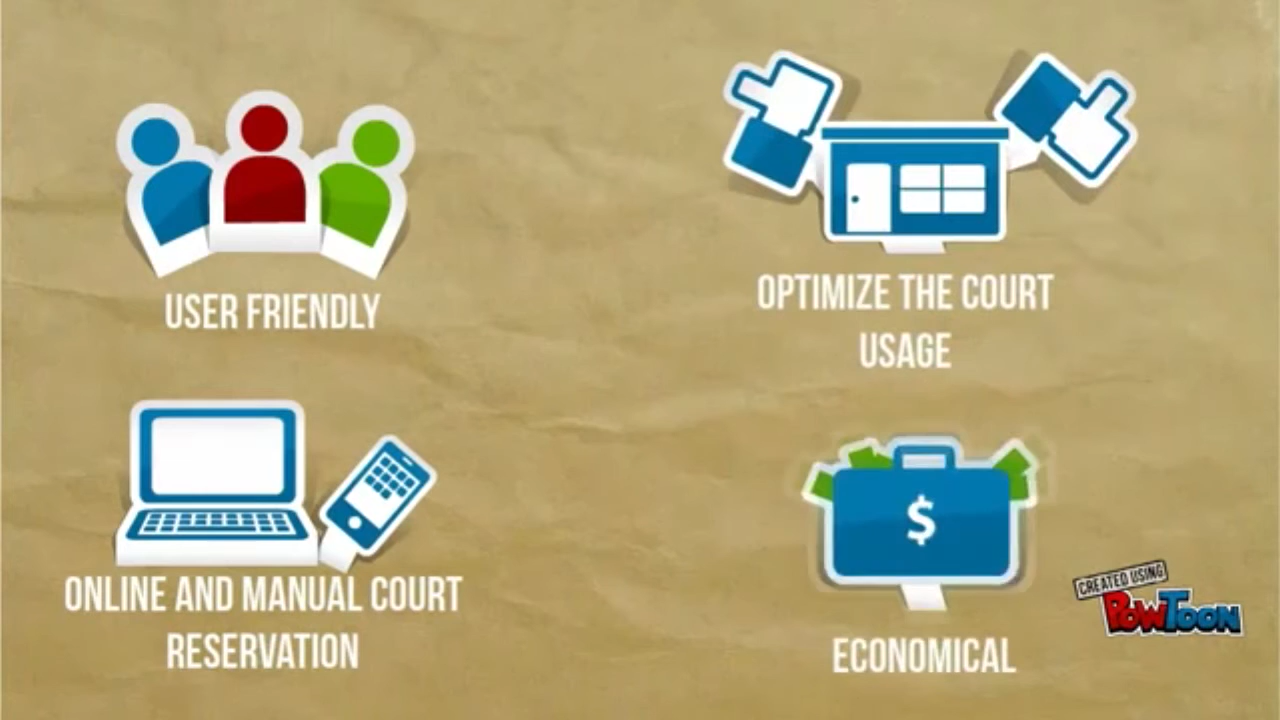 USER FRIENDLY
OPTIMIZE THE COURT
USAGE
ONLINE AND MANUAL COURT
RESERVATION
$
ECONOMICAL
CREATED USING
POWTOON